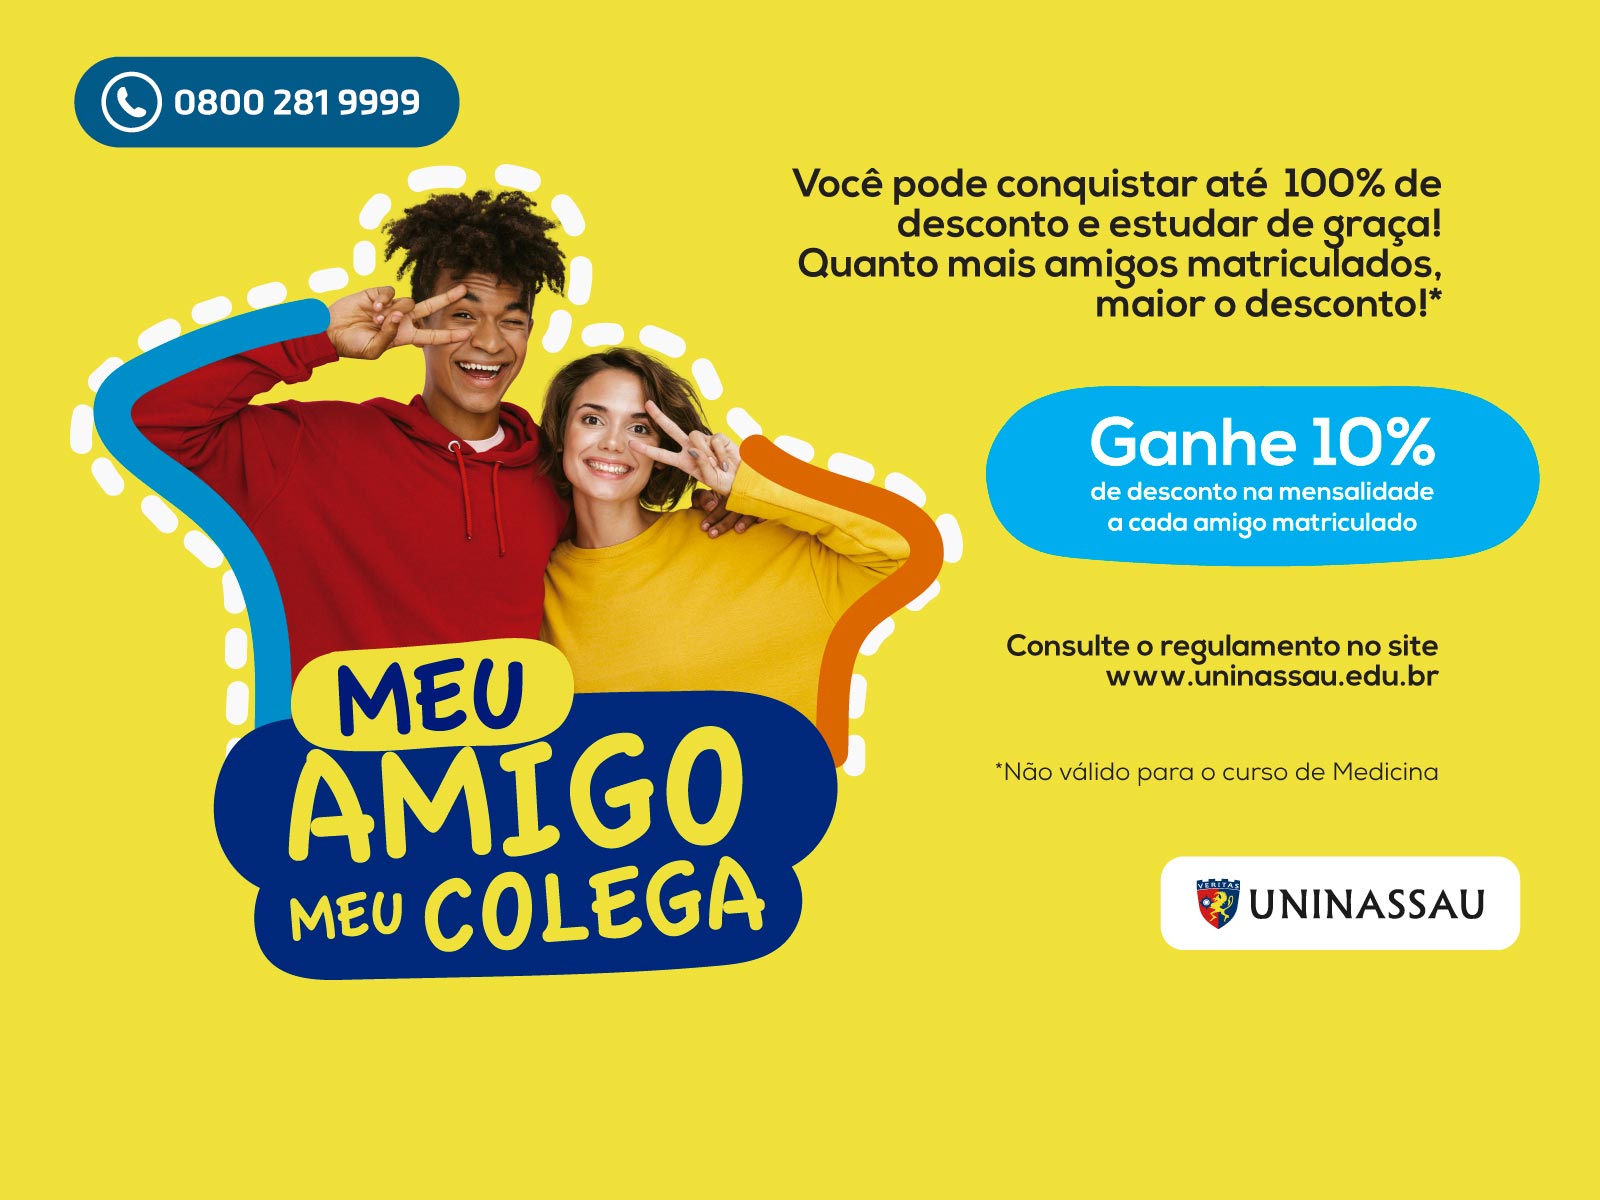 0800 281 9999
Você pode conquistar até 100% de
desconto e estudar de graça!
Quanto mais amigos matriculados,
maior o desconto!*
Ganhe 10%
de desconto na mensalidade
a cada amigo matriculado
Consulte o regulamento no site
www.uninassau.edu.br
*Não válido para o curso de Medicina
MEU
AMIGO
MEU COLEGA
VERITAS
UNINASSAU